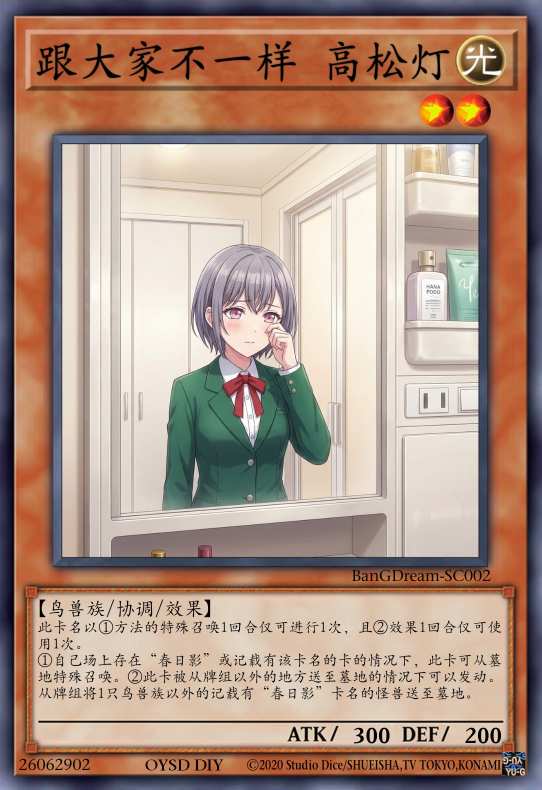 跟大家不一样 高松灯 光
HANA
BanGDream-SC002
【鸟兽族/协调/效果】
此卡名以①方法的特殊召唤1回合仅可进行1次，且②效果1回合仅可使
用1次。
①自己场上存在“春日影”或记载有该卡名的卡的情况下，此卡可从墓
地特殊召唤。②此卡被从牌组以外的地方送至墓地的情况下可以发动。
从牌组将1只鸟兽族以外的记载有“春日影”卡名的怪兽送至墓地。
ATK/ 300 DEF/ 200
26062902 OYSD DIY ©2020 Studio Dice/SHUEISHA,TV TOKYO,KONAMI